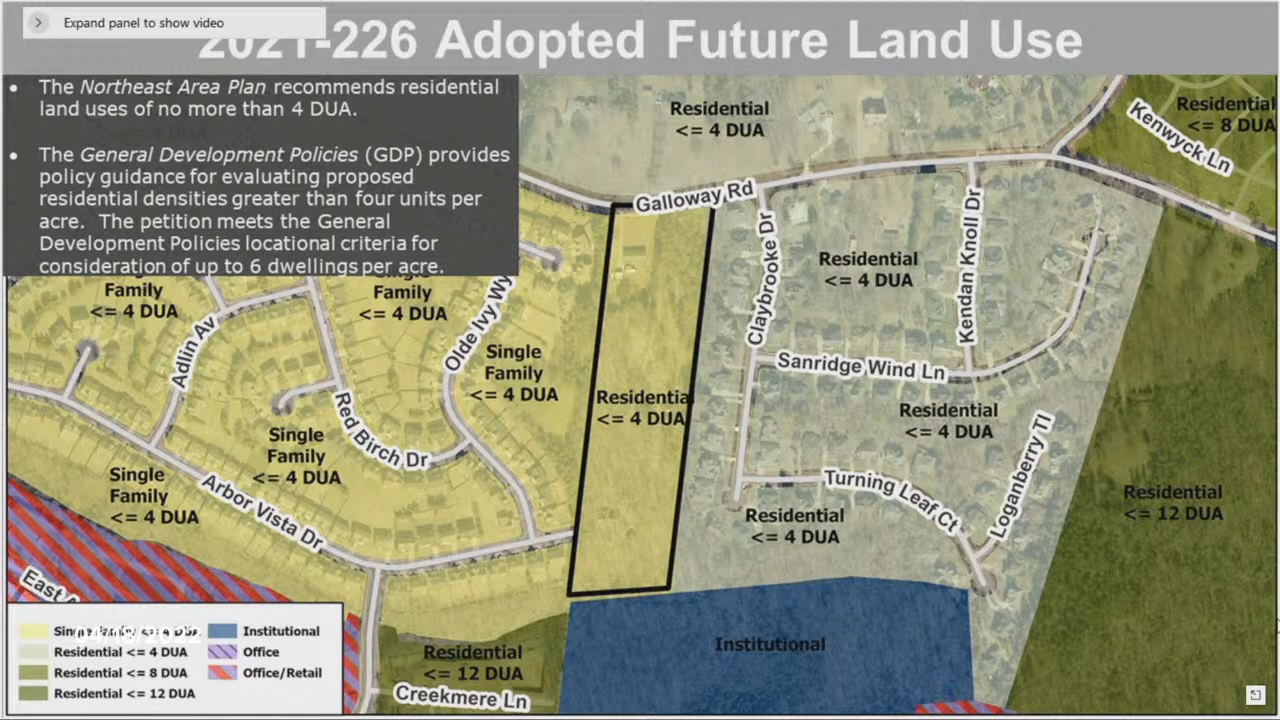 Expand panel to show video
2021-226 Adopted Future Land Use
• The Northeast Area Plan recommends residential
land uses of no more than 4 DUA.
• The General Development Policies (GDP) provides
policy guidance for evaluating proposed
residential densities greater than four units per
acre. The petition meets the General
Development Policies locational criteria for
consideration of up to 6 dwellings per acre.
Residential
<= 4 DUA
Residential
<= 8 DUA
Kenwyck Ln
Galloway Rd
Claybrooke Dr
Kendan Knoll Dr
Residential
<= 4 DUA
Single
Family
<= 4 DUA
Single
Family
<= 4 DUA
Olde Ivy Wy
Adlin Av
Single
Family
<= 4 DUA
Sanridge Wind Ln
Residential
<= 4 DUA
Residential
<= 4 DUA
Red Birch Dr
Single
Family
<= 4 DUA
Single
Family
<= 4 DUA
Arbor Vista Dr
Turning Leaf Ct
Loganberry Tl
Residential
<= 12 DUA
Residential
<= 4 DUA
East
Institutional
Residential
<= 12 DUA
Creekmere Ln
Single Family <= 4 DUA
Residential <= 4 DUA
Residential <= 8 DUA
Residential <= 12 DUA
Institutional
Office
Office/Retail